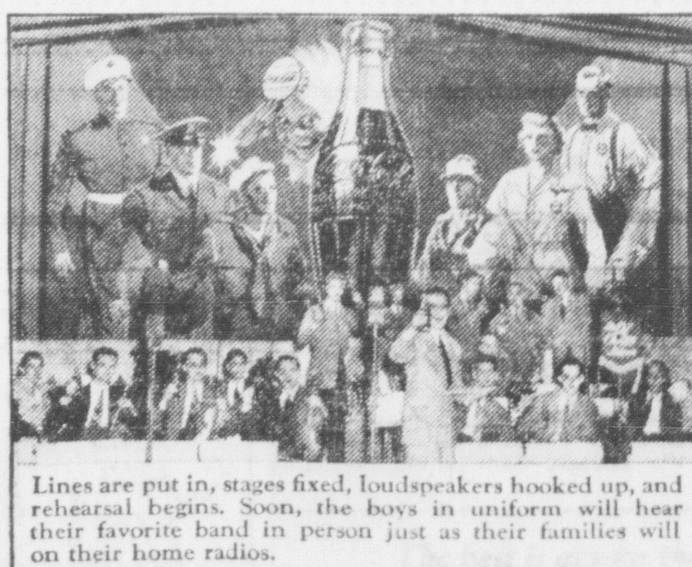 Lines are put in, stages fixed, loudspeakers hooked up, and
rehearsal begins. Soon, the boys in uniform will hear
their favorite band in person just as their families will
on their home radios.